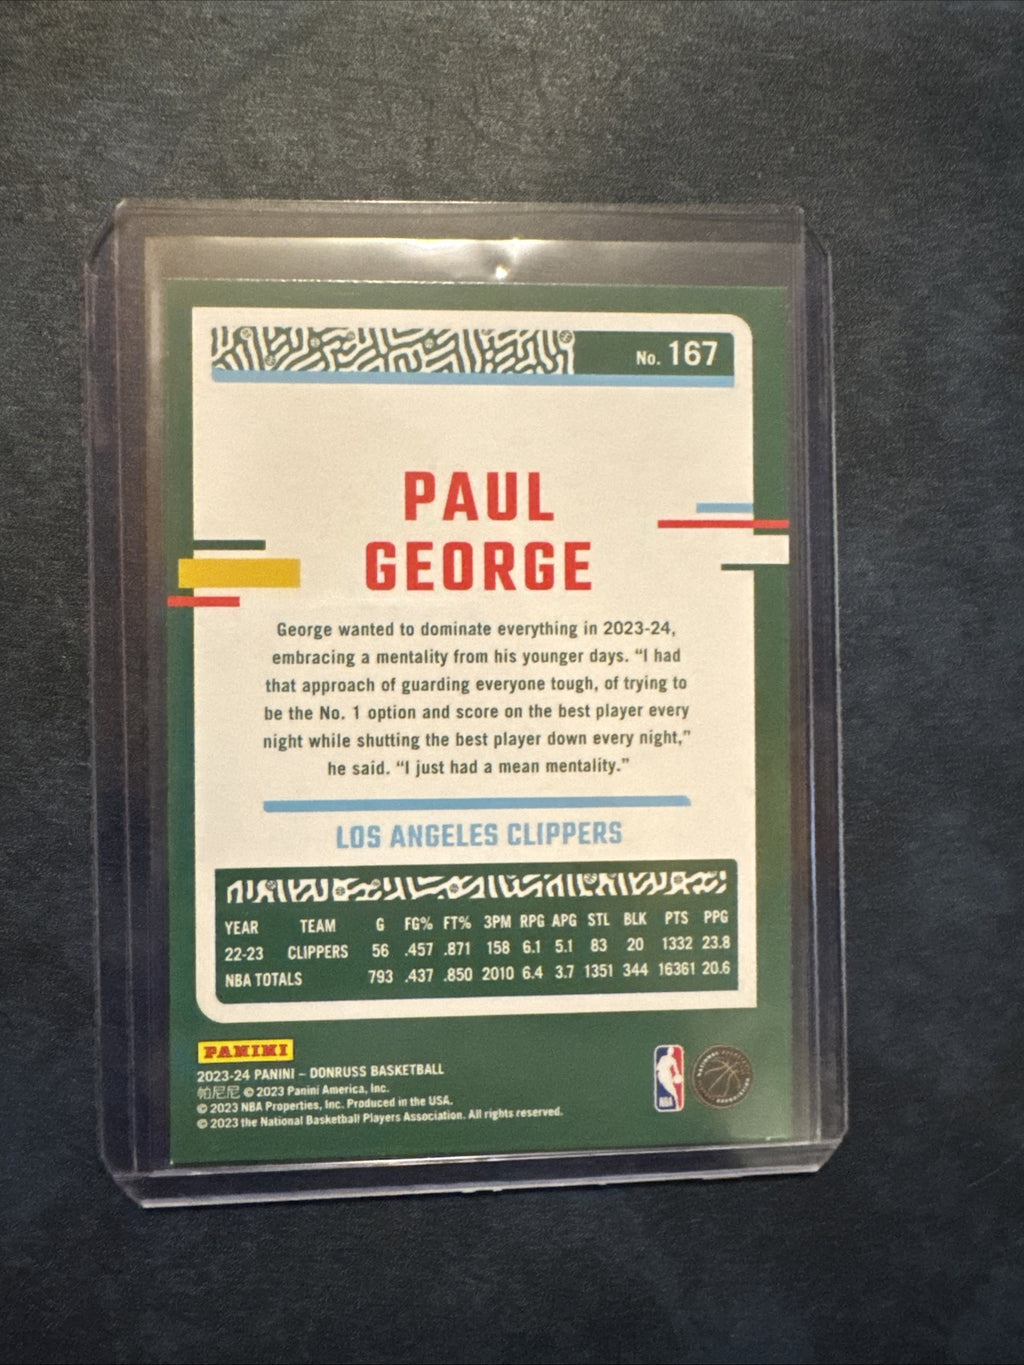 No. 167
PAUL
GEORGE
George wanted to dominate everything in 2023-24,
embracing a mentality from his younger days. “I had
that approach of guarding everyone tough, of trying to
be the No. 1 option and score on the best player every
night while shutting the best player down every night,”
he said. “I just had a mean mentality.”
LOS ANGELES CLIPPERS
YEAR TEAM G FG% FT% 3PM RPG APG STL BLK PTS PPG
22-23 CLIPPERS 56 .457 .871 158 6.1 5.1 83 20 1332 23.8
NBA TOTALS 793 .437 .850 2010 6.4 3.7 1351 344 16361 20.6
PANINI
2023-24 PANINI – DONRUSS BASKETBALL
帕尼尼 © 2023 Panini America, Inc.
© 2023 NBA Properties, Inc. Produced in the USA.
© 2023 the National Basketball Players Association. All rights reserved.
NBA